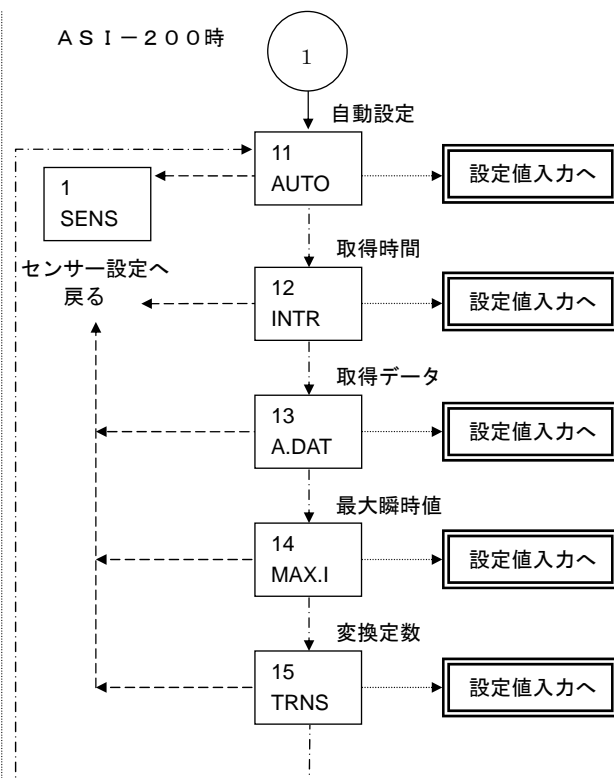 ＡＳＩ－２００時
1
自動設定
11
AUTO
設定値入力へ
1
SENS
センサー設定へ
戻る
取得時間
12
INTR
設定値入力へ
取得データ
13
A.DAT
設定値入力へ
最大瞬時値
14
MAX.I
設定値入力へ
変換定数
15
TRNS
設定値入力へ